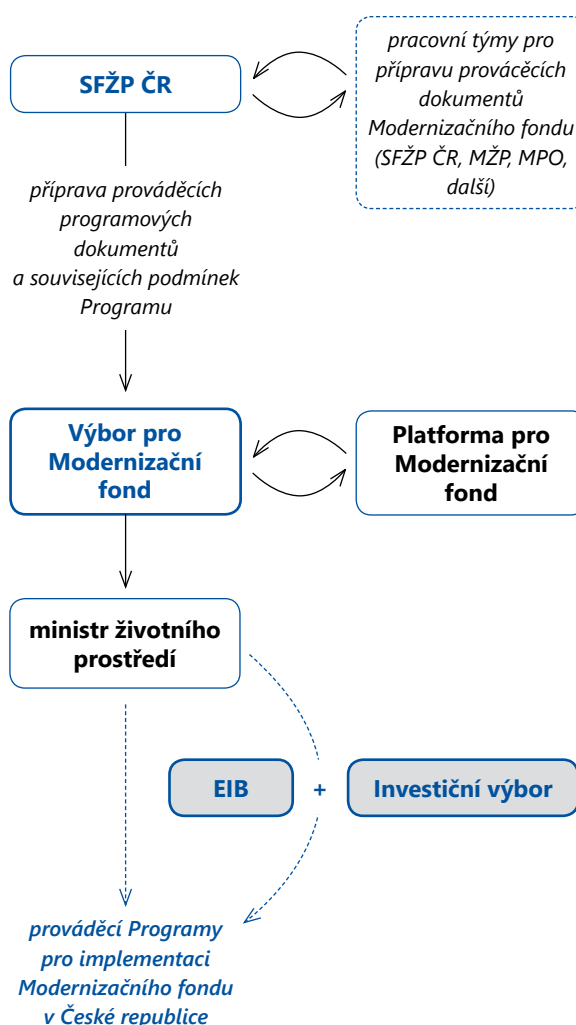 SFŽP ČR
pracovní týmy pro
přípravu prováčěcích
dokumentů
Modernizačního fondu
(SFŽP ČR, MŽP, MPO,
další)
příprava prováděcích
programových
dokumentů
a souvisejících podmínek
Programu
Výbor pro
Modernizační
fond
Platforma pro
Modernizační
fond
ministr životního
prostředí
EIB + Investiční výbor
prováděcí Programy
pro implementaci
Modernizačního fondu
v České republice